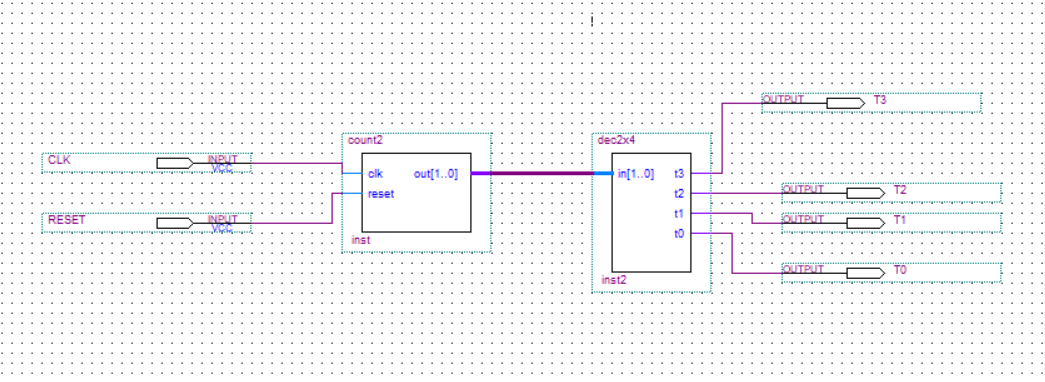 OUTPUT T3
count2 dec2x4
CLK INPUT VCC clk out[1..0] in[1..0] t3
reset t2 OUTPUT T2
RESET INPUT VCC t1 OUTPUT T1
inst t0
OUTPUT T0
inst2